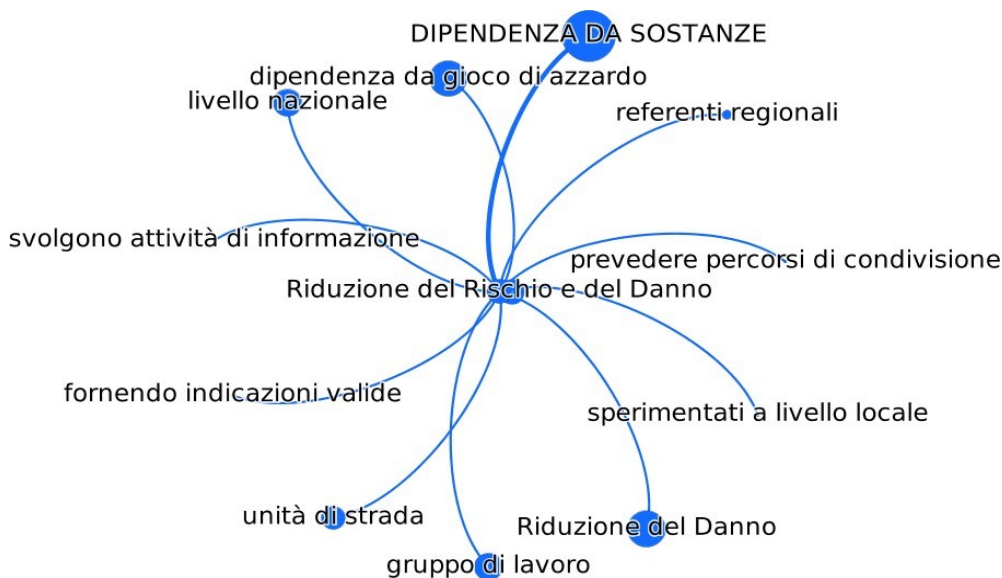 DIPENDENZA DA SOSTANZE
dipendenza da gioco di azzardo
livello nazionale
referenti regionali
svolgono attività di informazione
prevedere percorsi di condivisione
Riduzione del Rischio e del Danno
fornendo indicazioni valide
sperimentati a livello locale
unità di strada
Riduzione del Danno
gruppo di lavoro